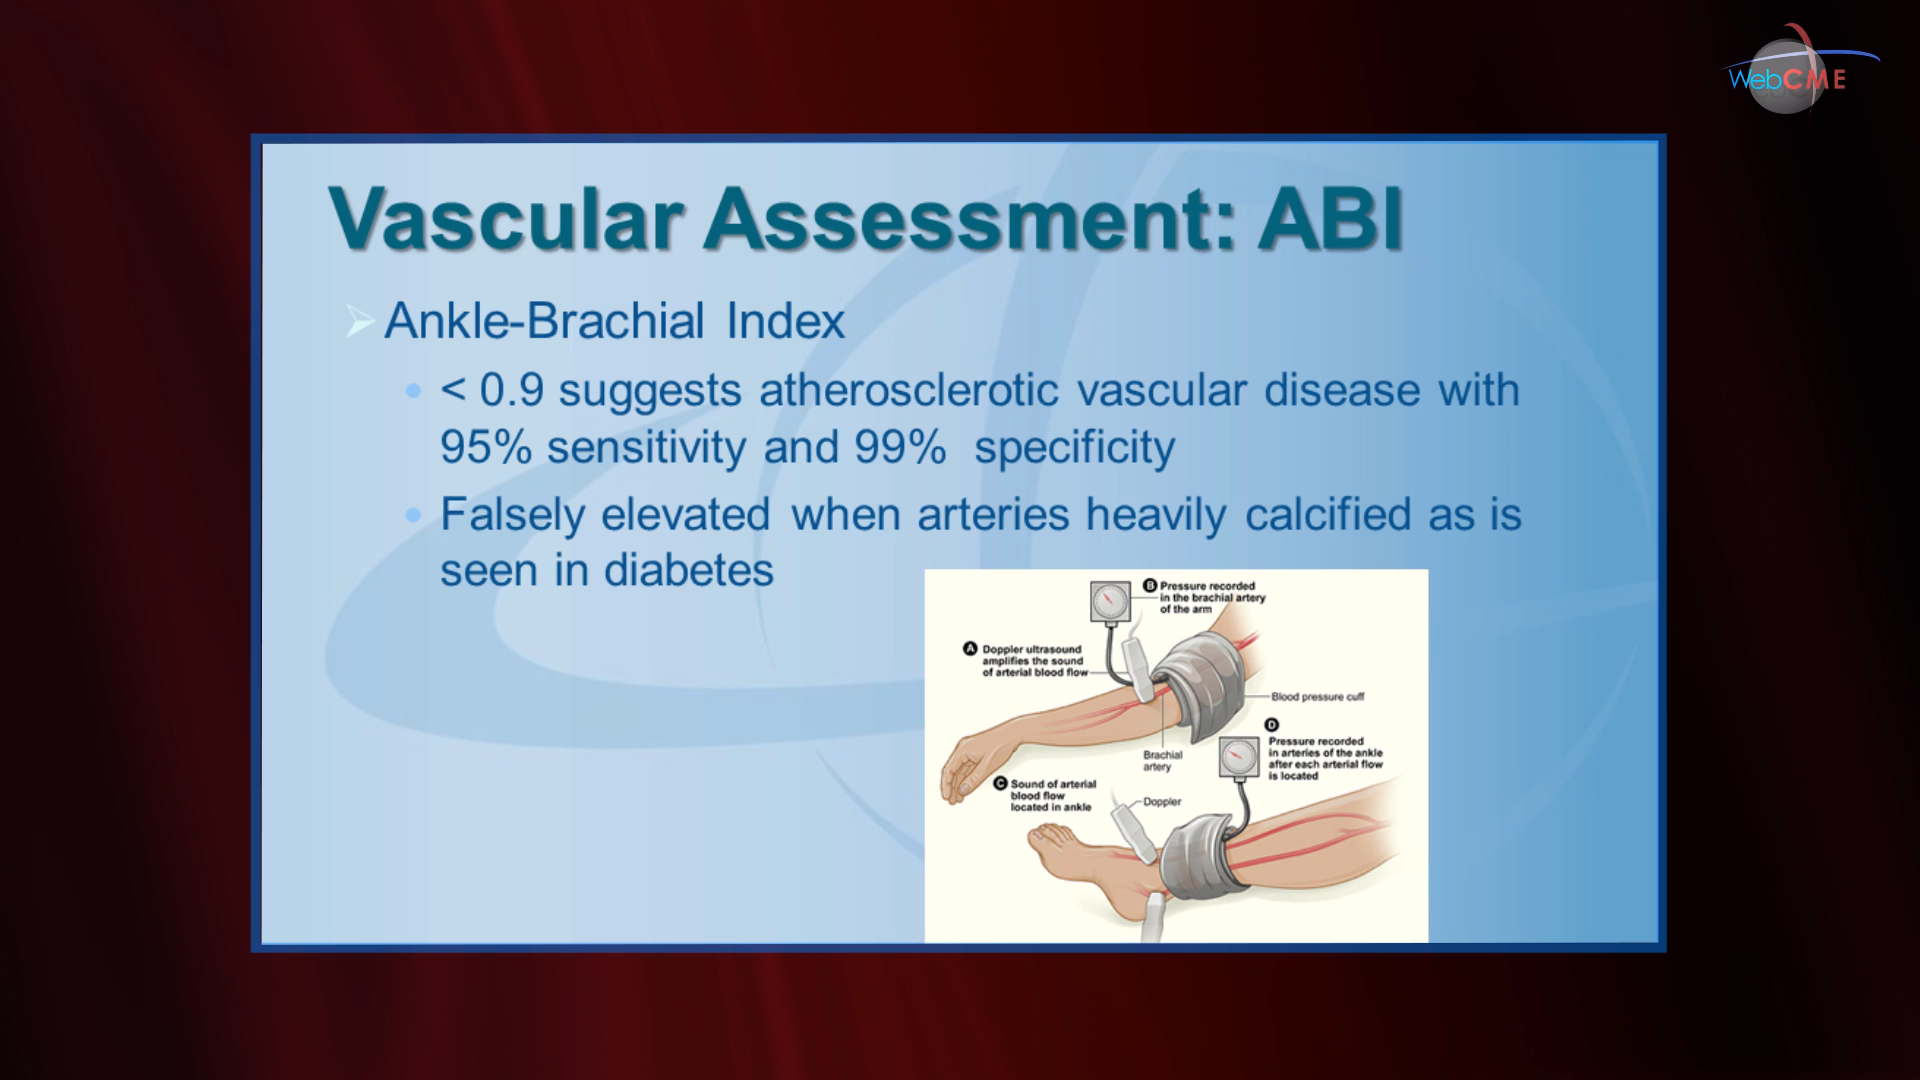 WebCME
Vascular Assessment: ABI
Ankle-Brachial Index
< 0.9 suggests atherosclerotic vascular disease with
95% sensitivity and 99% specificity
Falsely elevated when arteries heavily calcified as is
seen in diabetes
B Pressure recorded
in the brachial artery
of the arm
A Doppler ultrasound
amplifies the sound
of arterial blood flow
Blood pressure cuff
Brachial
artery
D
Pressure recorded
in arteries of the ankle
after each arterial flow
is located
C Sound of arterial
blood flow
located in ankle
Doppler